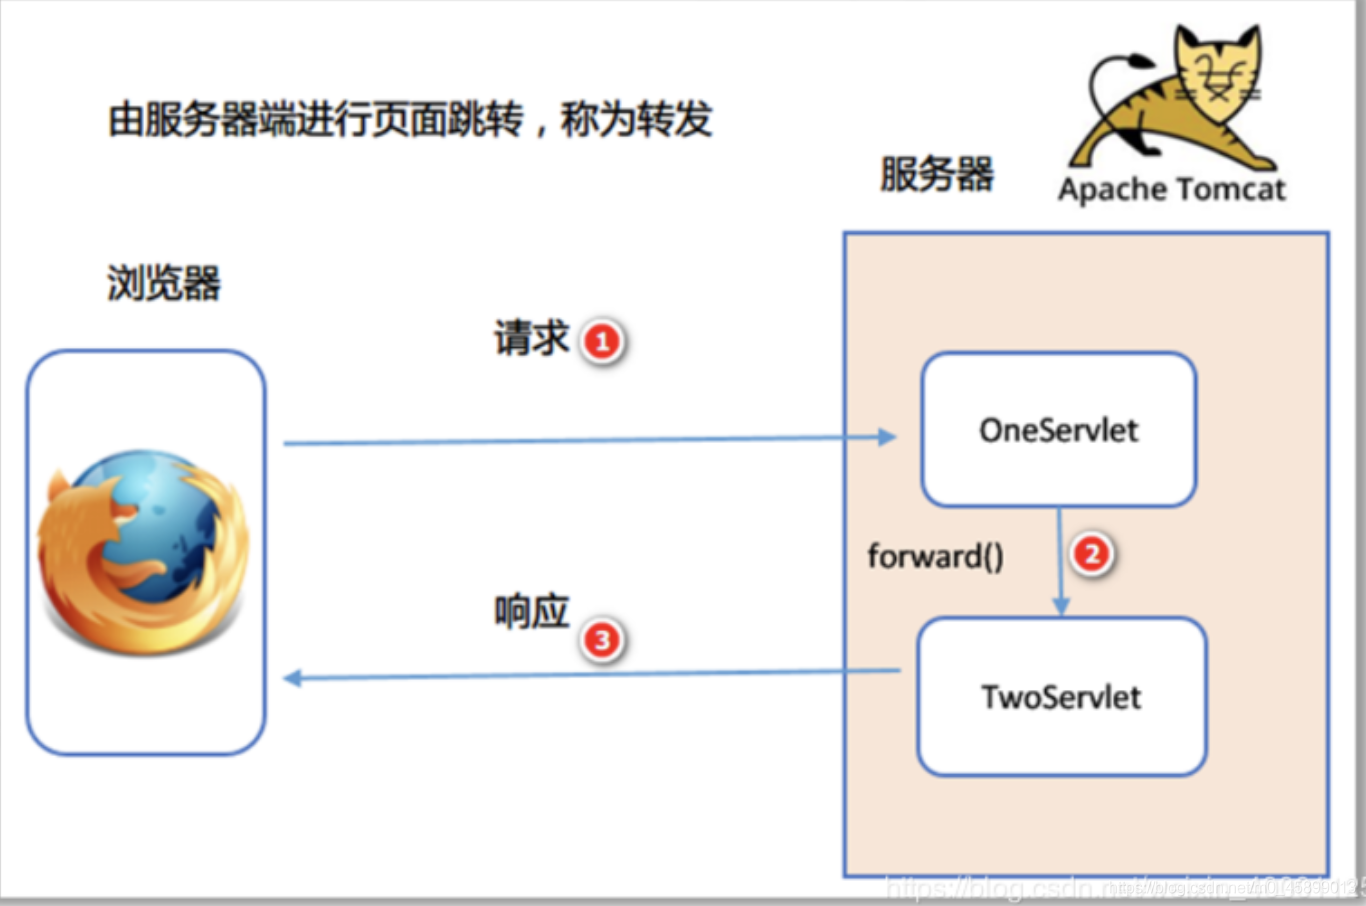 由服务器端进行页面跳转，称为转发
服务器
Apache Tomcat
浏览器
请求 1
OneServlet
forward() 2
响应 3
TwoServlet
https://blog.csdn.net/